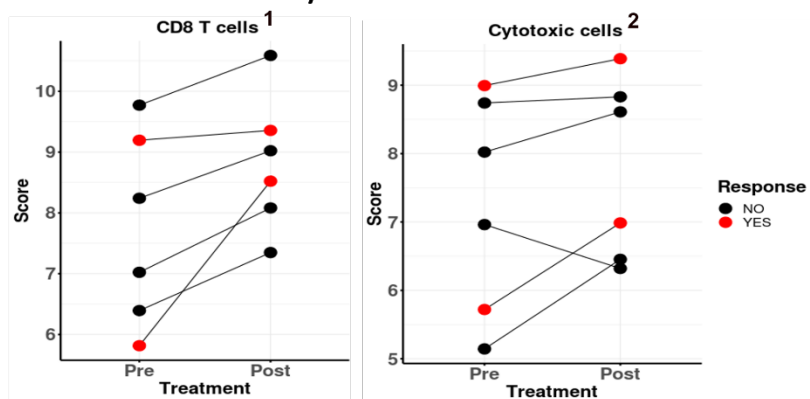 CD8 T cells 1
Score
10
9
8
7
6
Pre Post
Treatment
Cytotoxic cells 2
Score
9
8
7
6
5
Pre Post
Treatment
Response
NO
YES